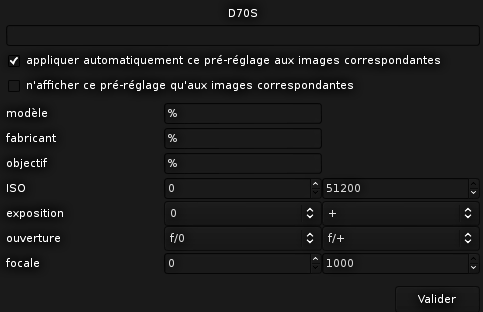 D70S
appliquer automatiquement ce pré-réglage aux images correspondantes
n'afficher ce pré-réglage qu'aux images correspondantes
modèle %
fabricant %
objectif %
ISO 0 51200
exposition 0 +
ouverture f/0 f/+
focale 0 1000
Valider